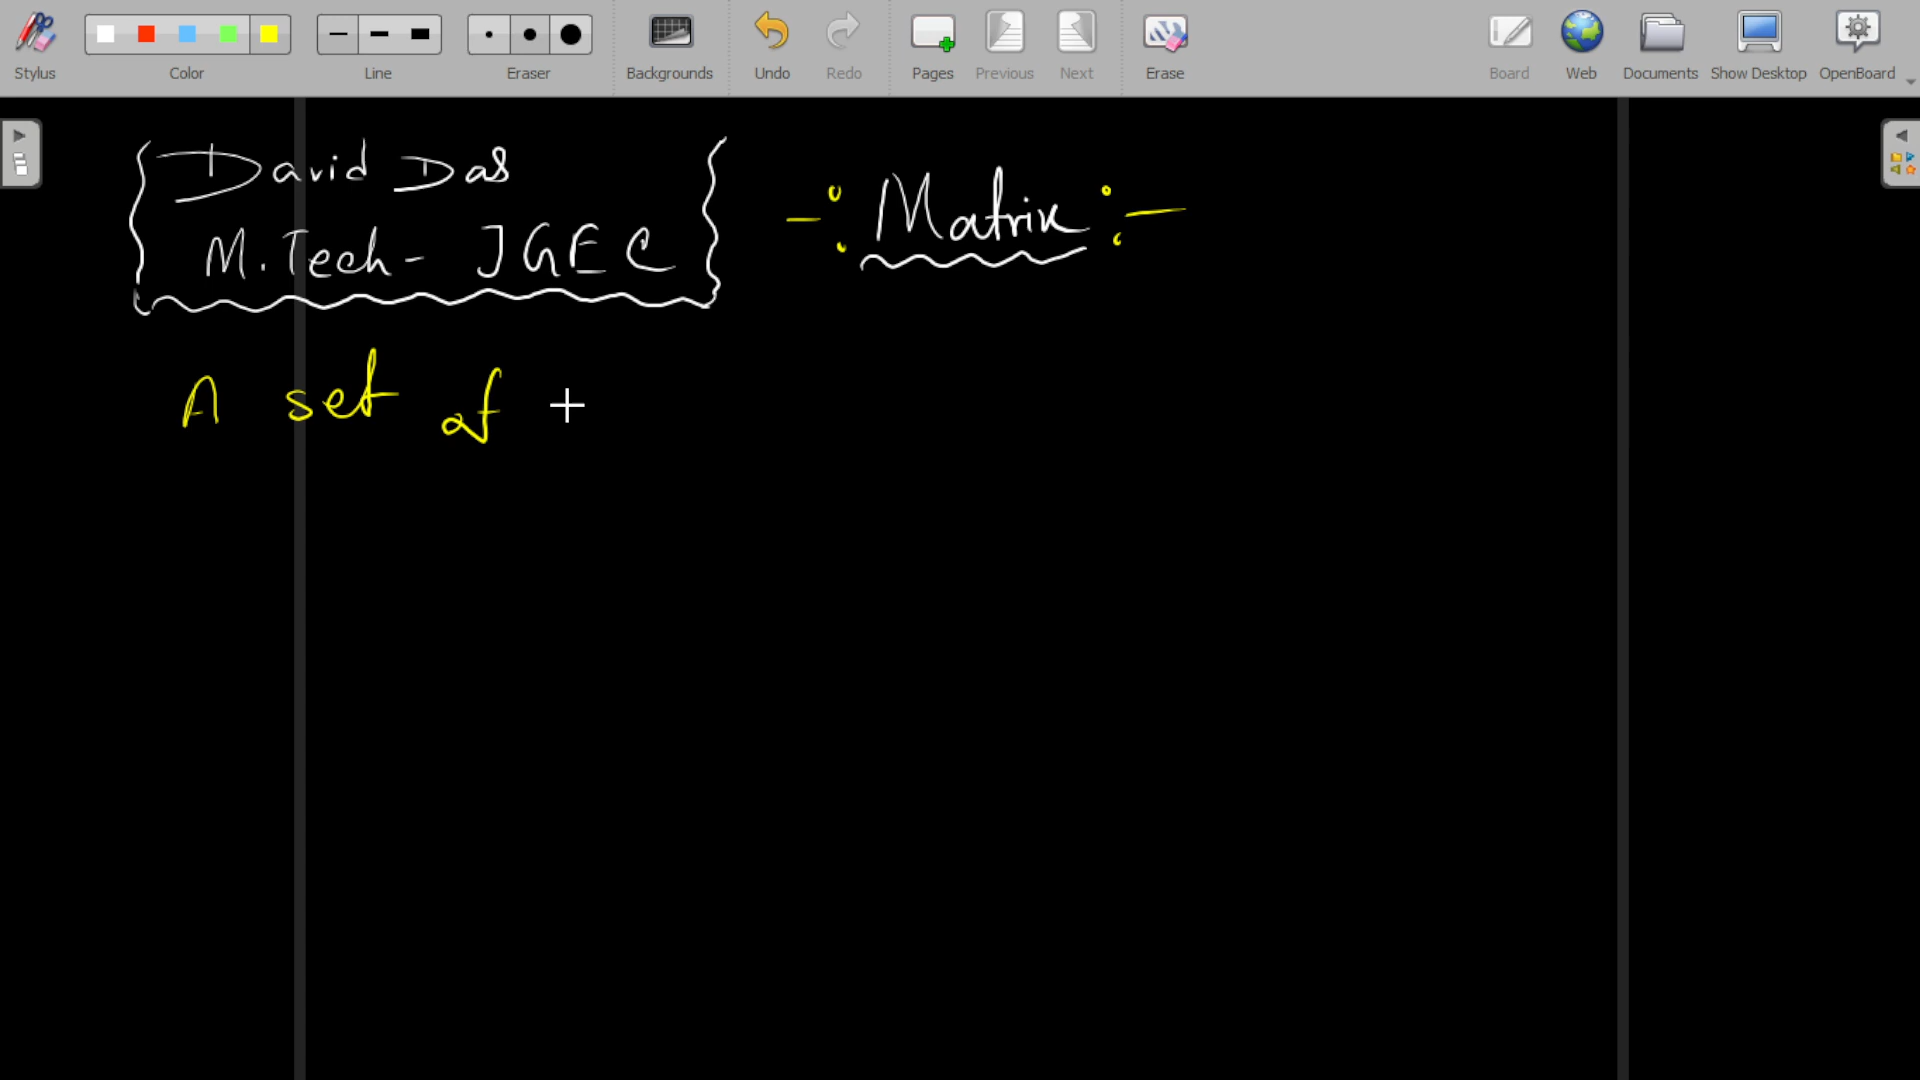 Stylus Color Line Eraser Backgrounds Undo Redo Pages Previous Next Erase Board Web Documents Show Desktop OpenBoard
David Das
M.Tech- JGEC
-: Matrix :-
A set of